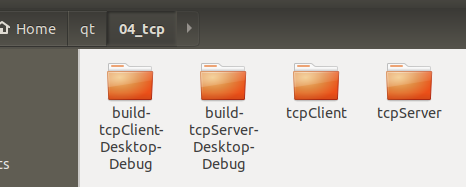 Home qt 04_tcp
build- build- tcpClient tcpServer
tcpClient- tcpServer-
Desktop- Desktop-
Debug Debug
cs